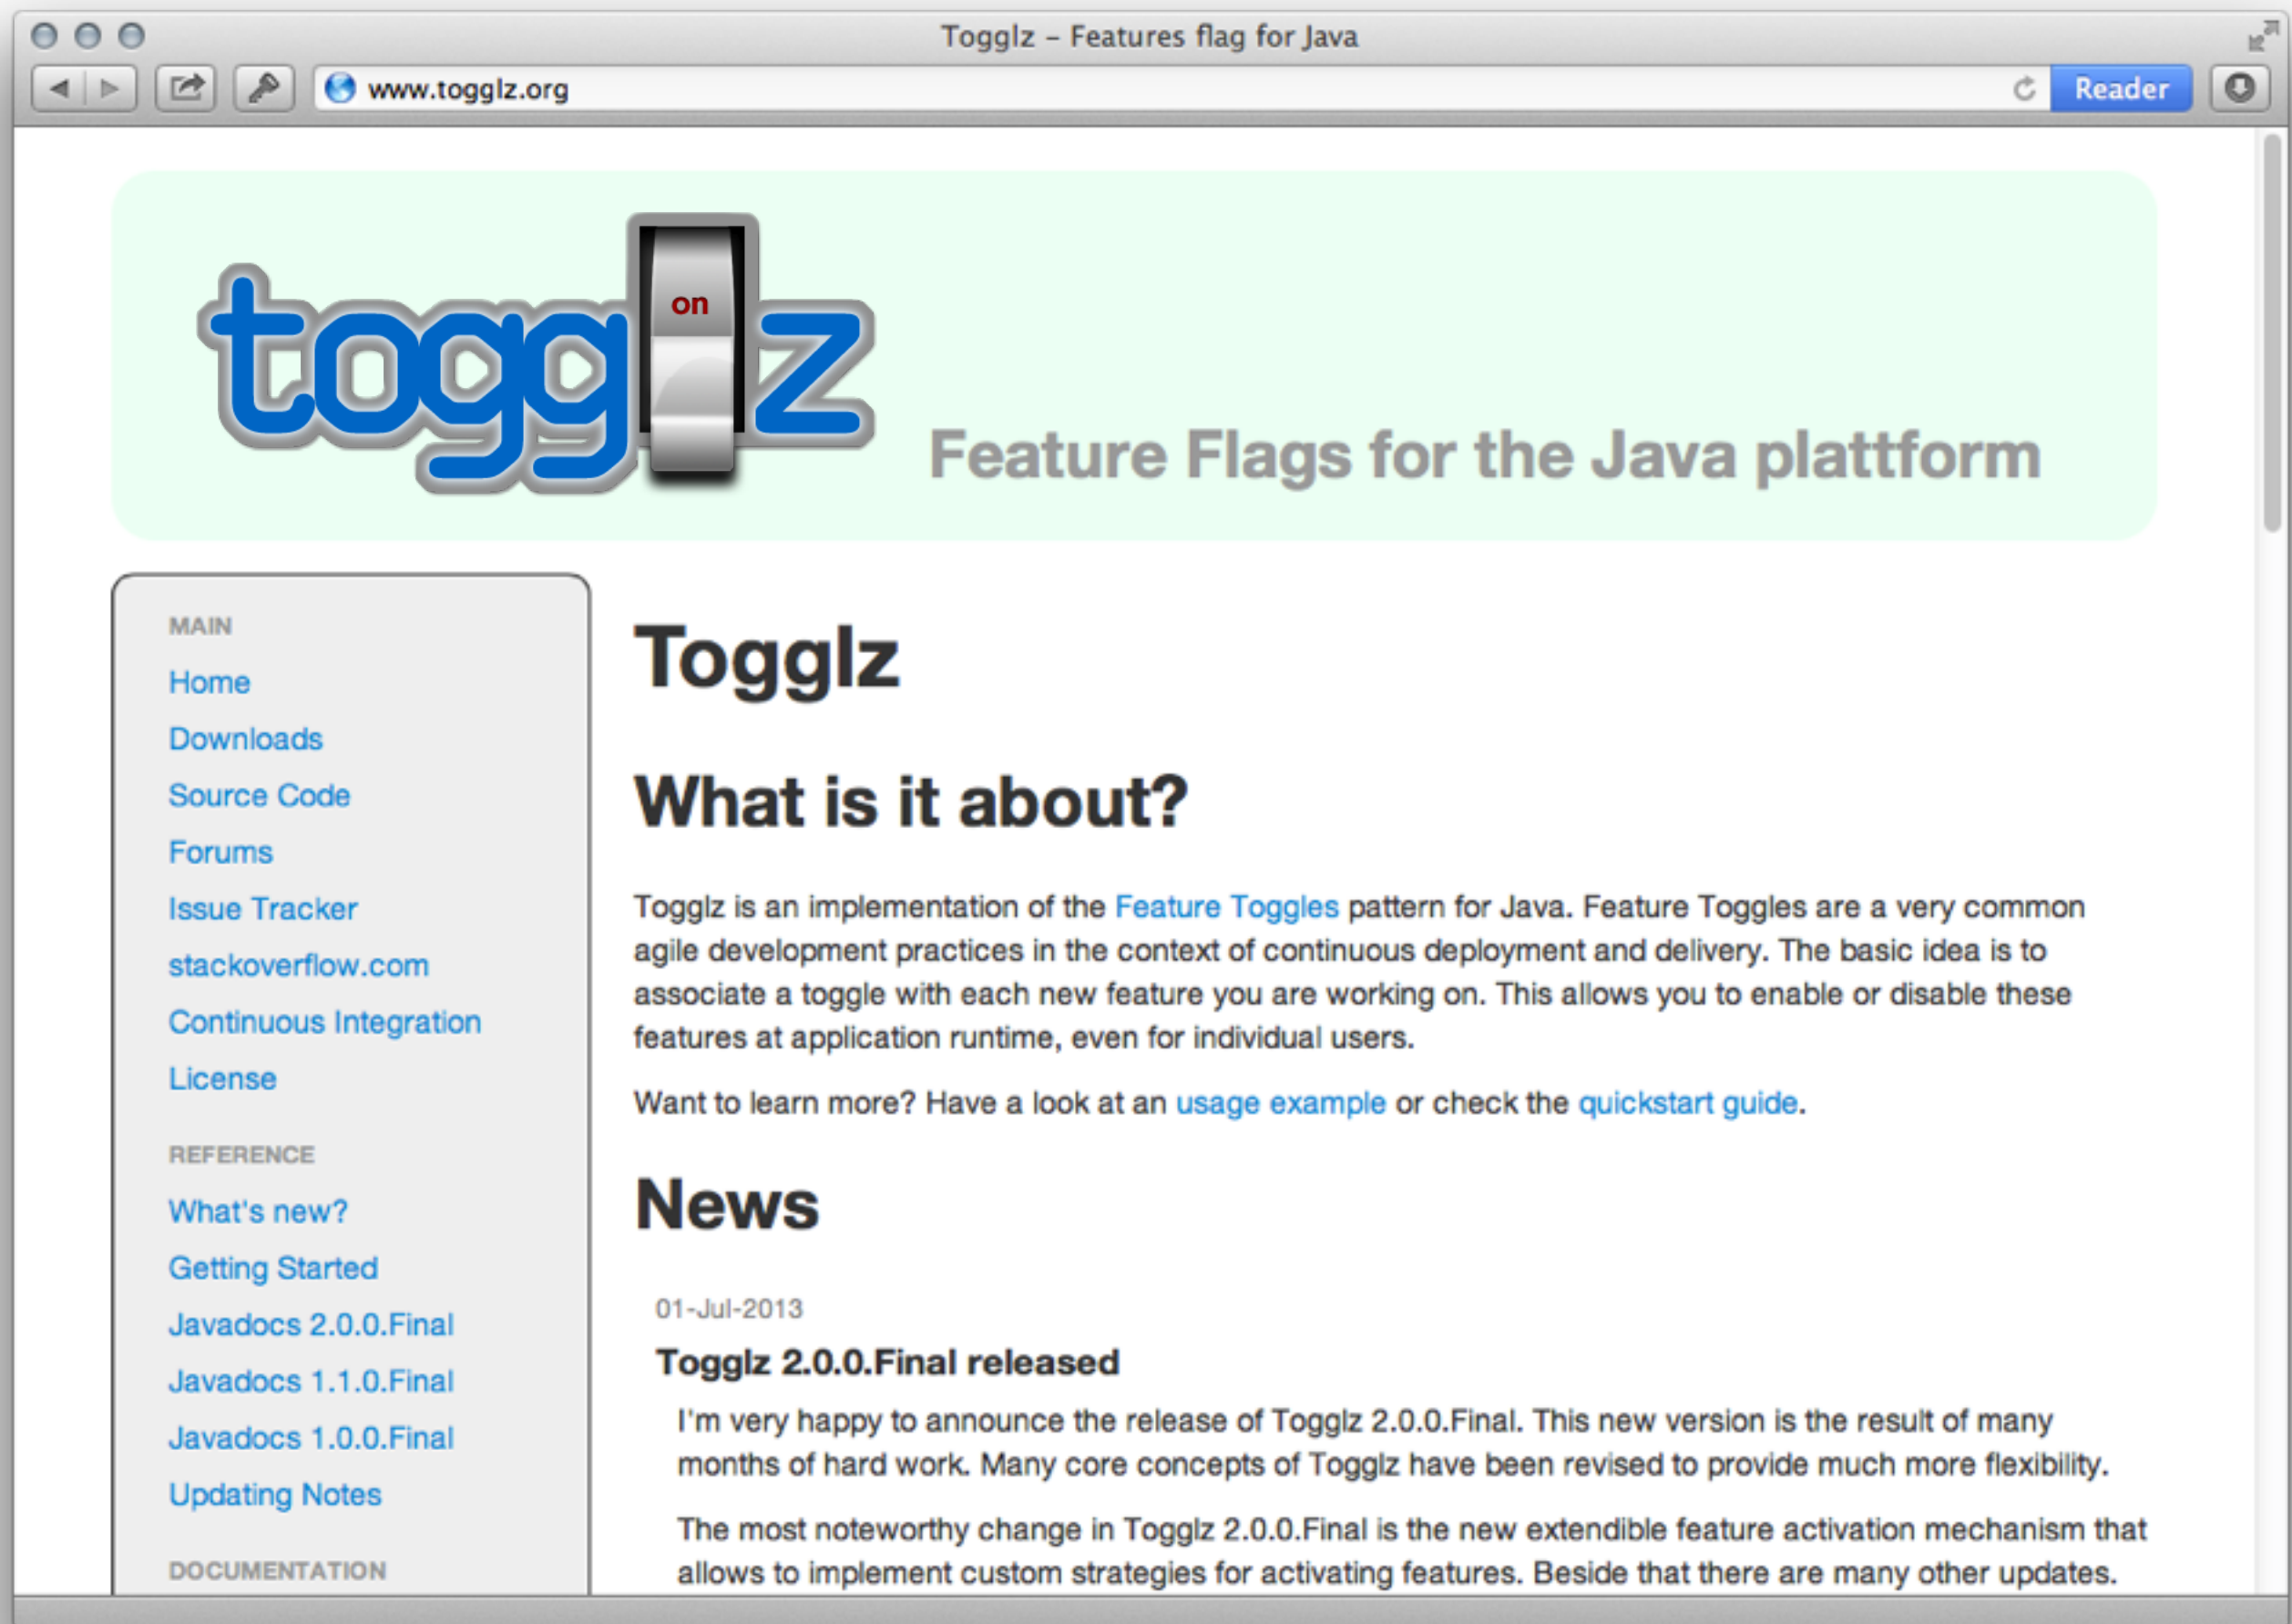 Togglz – Features flag for Java
www.togglz.org
Reader
togglz
on
Feature Flags for the Java plattform
MAIN
Home
Downloads
Source Code
Forums
Issue Tracker
stackoverflow.com
Continuous Integration
License
REFERENCE
What's new?
Getting Started
Javadocs 2.0.0.Final
Javadocs 1.1.0.Final
Javadocs 1.0.0.Final
Updating Notes
DOCUMENTATION
Togglz
What is it about?
Togglz is an implementation of the Feature Toggles pattern for Java. Feature Toggles are a very common
agile development practices in the context of continuous deployment and delivery. The basic idea is to
associate a toggle with each new feature you are working on. This allows you to enable or disable these
features at application runtime, even for individual users.
Want to learn more? Have a look at an usage example or check the quickstart guide.
News
01-Jul-2013
Togglz 2.0.0.Final released
I'm very happy to announce the release of Togglz 2.0.0.Final. This new version is the result of many
months of hard work. Many core concepts of Togglz have been revised to provide much more flexibility.
The most noteworthy change in Togglz 2.0.0.Final is the new extendible feature activation mechanism that
allows to implement custom strategies for activating features. Beside that there are many other updates.